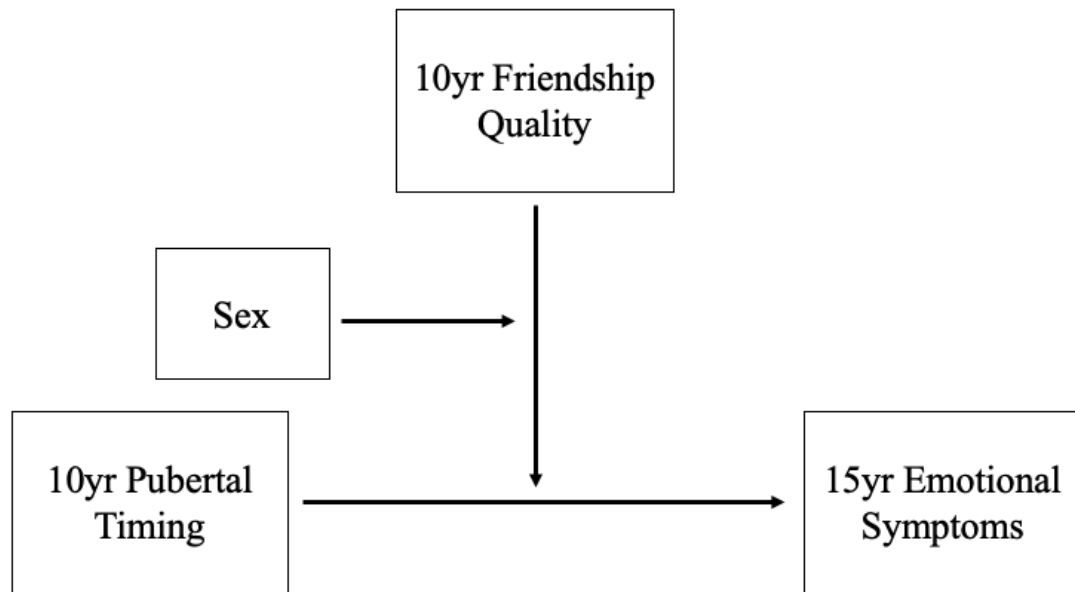 10yr Friendship
Quality
Sex
10yr Pubertal
Timing
15yr Emotional
Symptoms